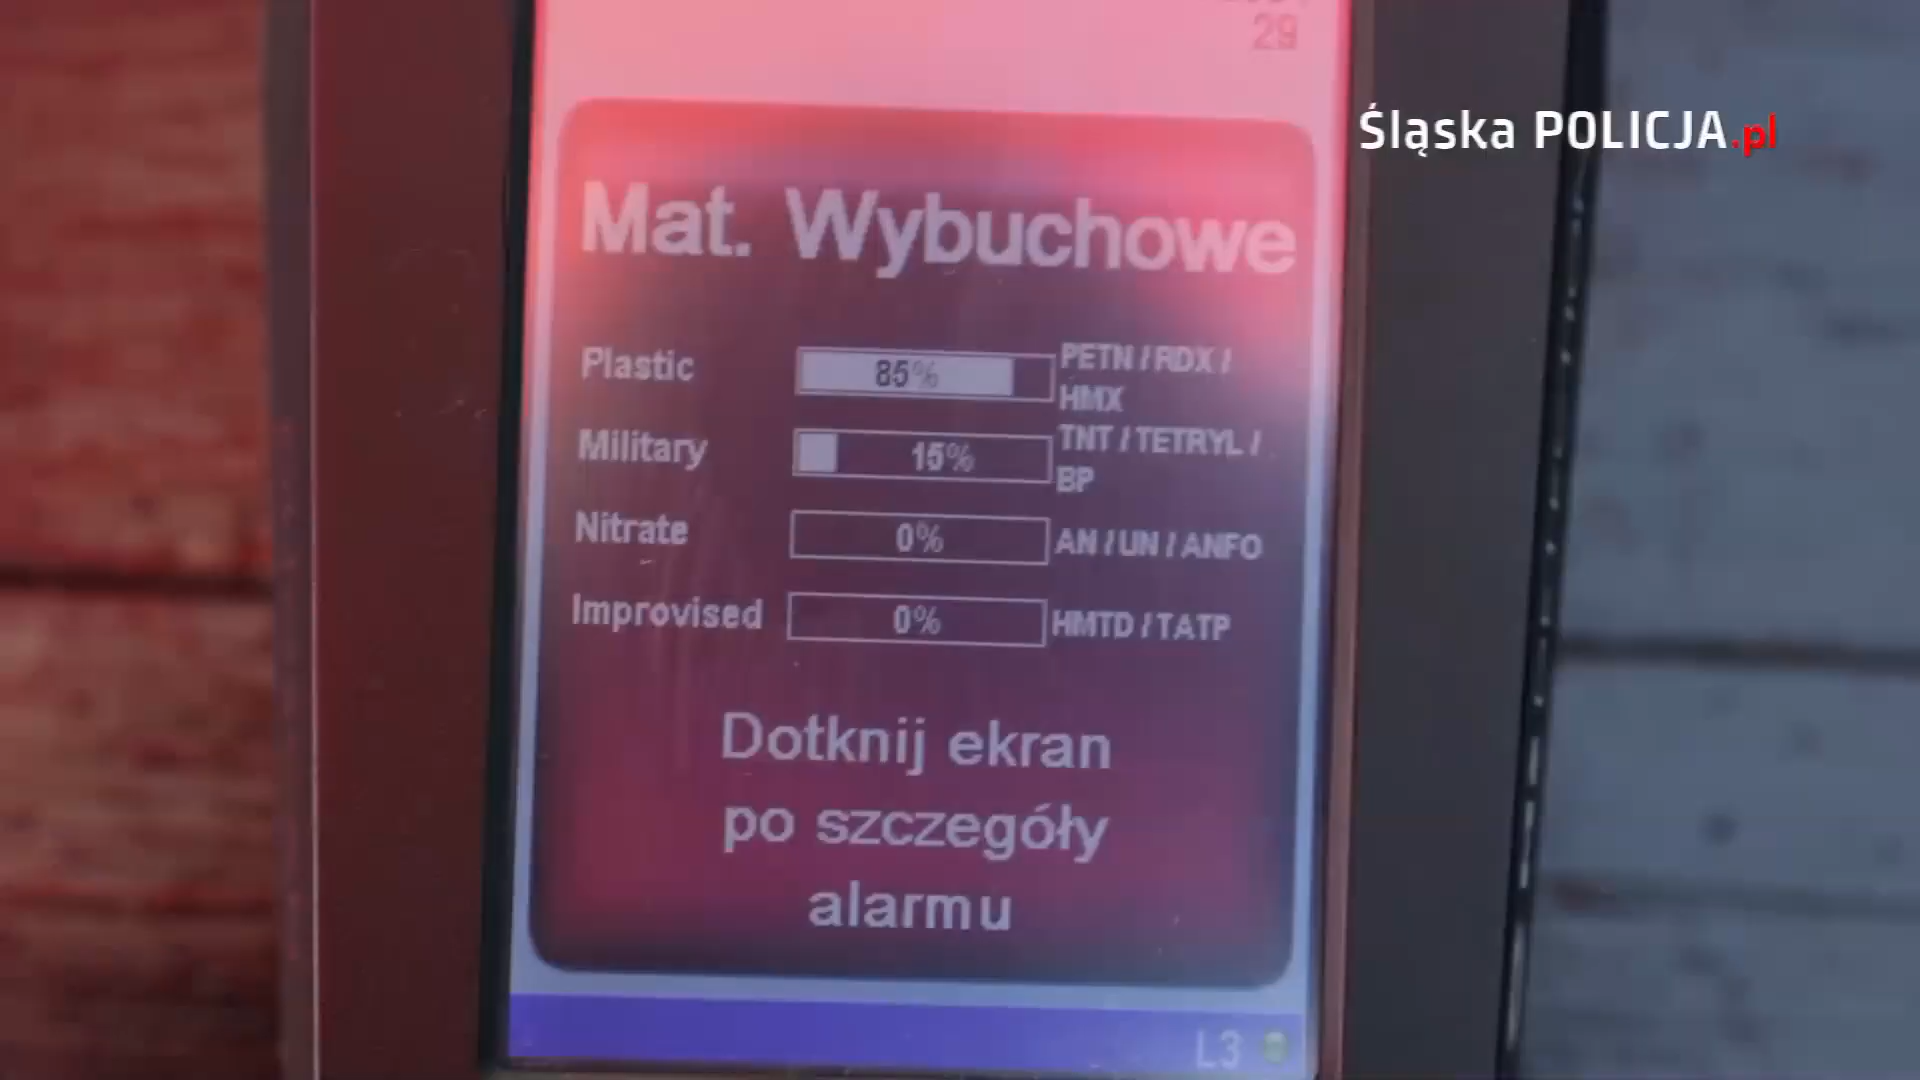 29
Śląska POLICJA.pl
Mat. Wybuchowe
Plastic 85% PETN / RDX / HMX
Military 15% TNT / TETRYL / BP
Nitrate 0% AN / UN / ANFO
Improvised 0% HMTD / TATP
Dotknij ekran
po szczegóły
alarmu
L3